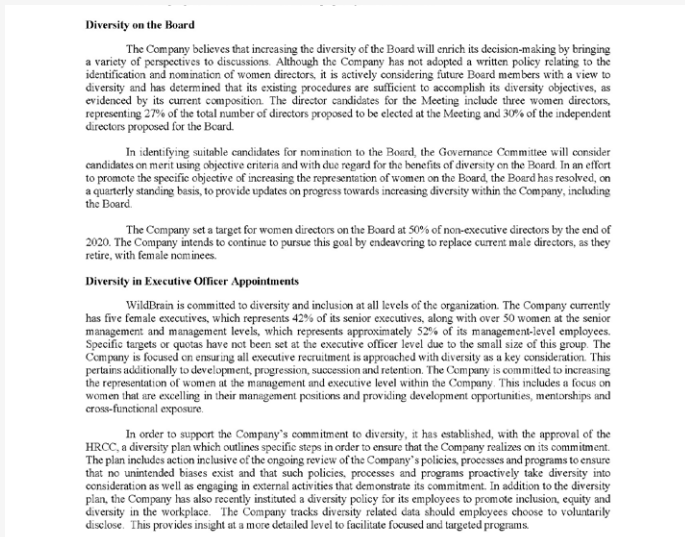 Diversity on the Board
The Company believes that increasing the diversity of the Board will enrich its decision-making by bringing
a variety of perspectives to discussions. Although the Company has not adopted a written policy relating to the
identification and nomination of women directors, it is actively considering future Board members with a view to
diversity and has determined that its existing procedures are sufficient to accomplish its diversity objectives, as
evidenced by its current composition. The director candidates for the Meeting include three women directors,
representing 27% of the total number of directors proposed to be elected at the Meeting and 30% of the independent
directors proposed for the Board.
In identifying suitable candidates for nomination to the Board, the Governance Committee will consider
candidates on merit using objective criteria and with due regard for the benefits of diversity on the Board. In an effort
to promote the specific objective of increasing the representation of women on the Board, the Board has resolved, on
a quarterly standing basis, to provide updates on progress towards increasing diversity within the Company, including
the Board.
The Company set a target for women directors on the Board at 50% of non-executive directors by the end of
2020. The Company intends to continue to pursue this goal by endeavoring to replace current male directors, as they
retire, with female nominees.
Diversity in Executive Officer Appointments
WildBrain is committed to diversity and inclusion at all levels of the organization. The Company currently
has five female executives, which represents 42% of its senior executives, along with over 50 women at the senior
management and management levels, which represents approximately 52% of its management-level employees.
Specific targets or quotas have not been set at the executive officer level due to the small size of this group. The
Company is focused on ensuring all executive recruitment is approached with diversity as a key consideration. This
pertains additionally to development, progression, succession and retention. The Company is committed to increasing
the representation of women at the management and executive level within the Company. This includes a focus on
women that are excelling in their management positions and providing development opportunities, mentorships and
cross-functional exposure.
In order to support the Company's commitment to diversity, it has established, with the approval of the
HRCC, a diversity plan which outlines specific steps in order to ensure that the Company realizes on its commitment.
The plan includes action inclusive of the ongoing review of the Company's policies, processes and programs to ensure
that no unintended biases exist and that such policies, processes and programs proactively take diversity into
consideration as well as engaging in external activities that demonstrate its commitment. In addition to the diversity
plan, the Company has also recently instituted a diversity policy for its employees to promote inclusion, equity and
diversity in the workplace. The Company tracks diversity related data should employees choose to voluntarily
disclose. This provides insight at a more detailed level to facilitate focused and targeted programs.